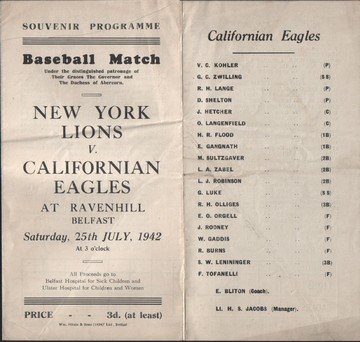 SOUVENIR PROGRAMME
Baseball Match
Under the distinguished patronage of
Their Graces The Governor and
The Duchess of Abercorn.
NEW YORK
LIONS
V.
CALIFORNIAN
EAGLES
AT RAVENHILL
BELFAST
Saturday, 25th JULY, 1942
At 3 o'clock
All Proceeds go to
Belfast Hospital for Sick Children and
Ulster Hospital for Children and Women
PRICE - - 3d. (at least)
Californian Eagles
V. C. KOHLER .. .. (P)
G. C. ZWILLING .. .. (SS)
R. H. LANGE .. .. (P)
D. SHELTON .. .. (P)
J. HETCHER .. .. (C)
O. LANGENFIELD .. .. (C)
H. R. FLOOD .. .. (1B)
E. GANGNATH .. .. (1B)
M. SULTZGAVER .. .. (2B)
L. A. ZABEL .. .. (2B)
L. J. ROBINSON .. .. (2B)
G. LUKE .. .. (SS)
R. H. OLLIGES .. .. (3B)
E. D. ORGELL .. .. (F)
J. ROONEY .. .. (F)
W. GADDIS .. .. (F)
R. BURNS .. .. (F)
S. W. LENININGER .. .. (3B)
F. TOFANELLI .. .. (F)
E. BLITON (Coach).
Lt. H. S. JACOBS (Manager).